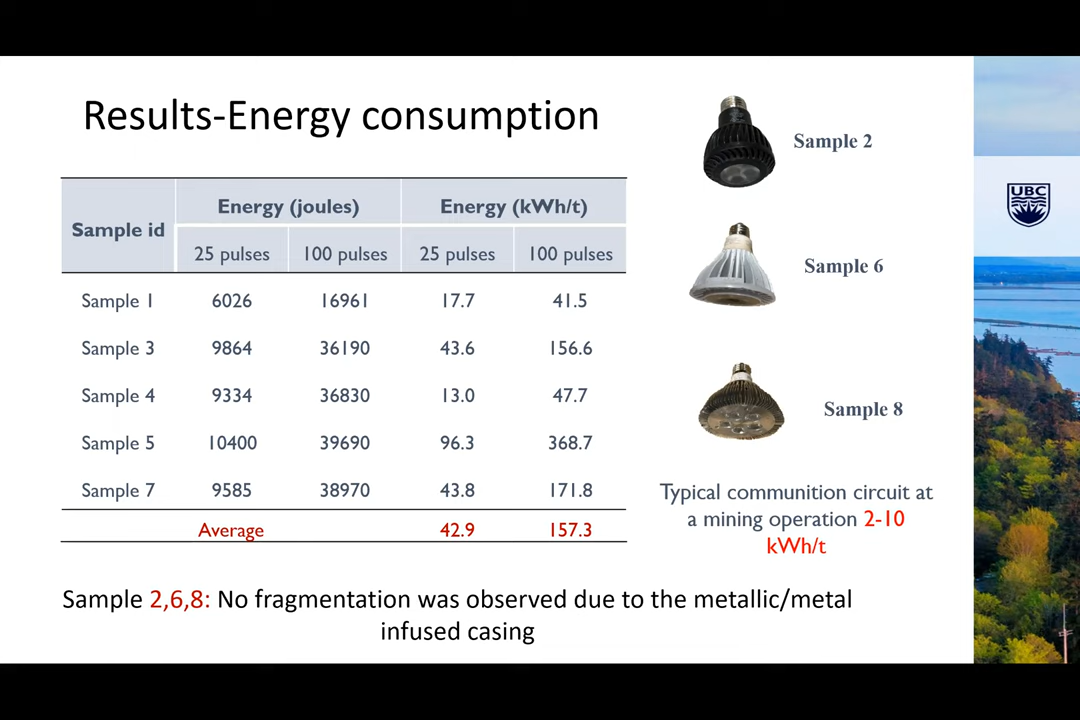 Results-Energy consumption
Sample id
Energy (joules) Energy (kWh/t)
25 pulses 100 pulses 25 pulses 100 pulses
Sample 1 6026 16961 17.7 41.5
Sample 3 9864 36190 43.6 156.6
Sample 4 9334 36830 13.0 47.7
Sample 5 10400 39690 96.3 368.7
Sample 7 9585 38970 43.8 171.8
Average 42.9 157.3
Sample 2
Sample 6
Sample 8
Typical communition circuit at
a mining operation 2-10
kWh/t
Sample 2,6,8: No fragmentation was observed due to the metallic/metal
infused casing
UBC